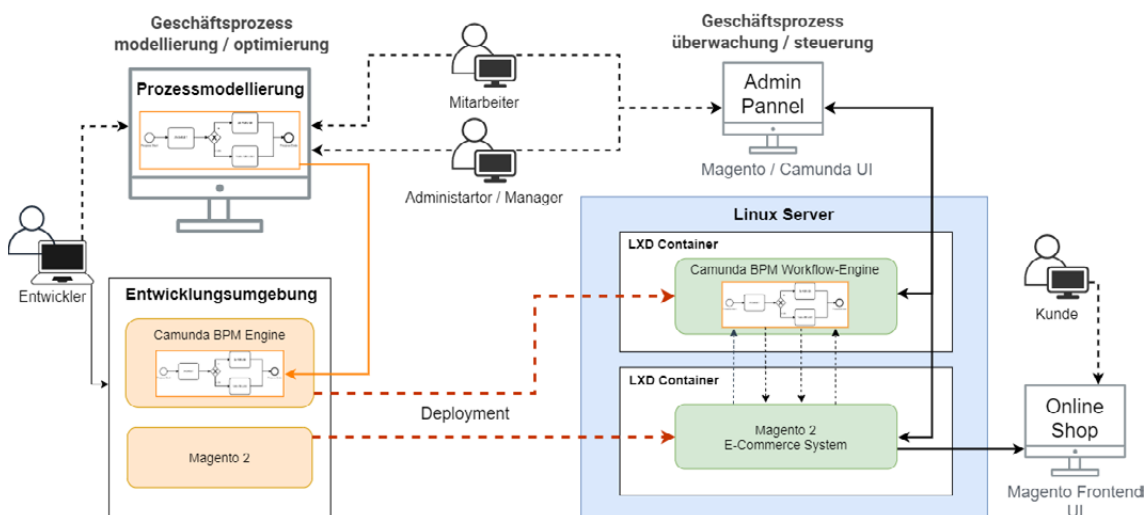 Geschäftsprozess
modellierung / optimierung
Geschäftsprozess
überwachung / steuerung
Prozessmodellierung
Mitarbeiter
Administartor / Manager
Admin
Pannel
Magento / Camunda UI
Entwickler
Linux Server
LXD Container
Camunda BPM Workflow-Engine
Kunde
Entwicklungsumgebung
Camunda BPM Engine
Deployment
LXD Container
Magento 2
E-Commerce System
Magento 2
Online
Shop
Magento Frontend
UI